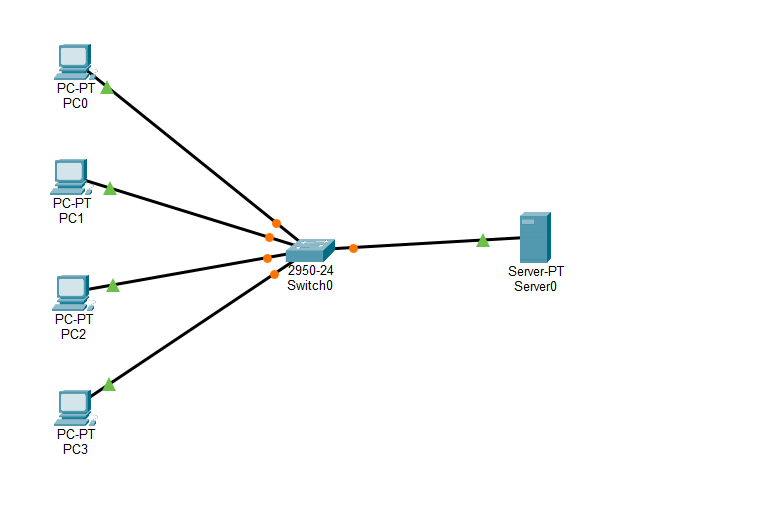 PC-PT
PC0
PC-PT
PC1
2950-24
Switch0
Server-PT
Server0
PC-PT
PC2
PC-PT
PC3